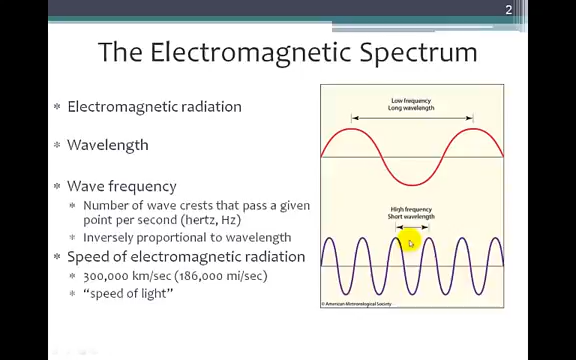 2
The Electromagnetic Spectrum
Electromagnetic radiation
Wavelength
Wave frequency
Number of wave crests that pass a given
point per second (hertz, Hz)
Inversely proportional to wavelength
Speed of electromagnetic radiation
300,000 km/sec (186,000 mi/sec)
“speed of light”
Low frequency
Long wavelength
High frequency
Short wavelength
© American Meteorological Society